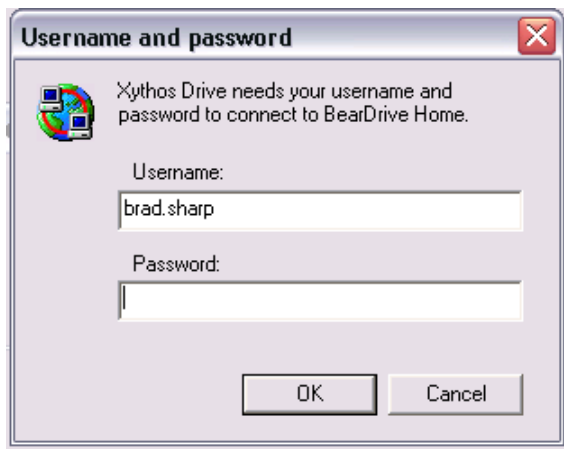 Username and password
Xythos Drive needs your username and
password to connect to BearDrive Home.
Username:
brad.sharp
Password:
OK
Cancel